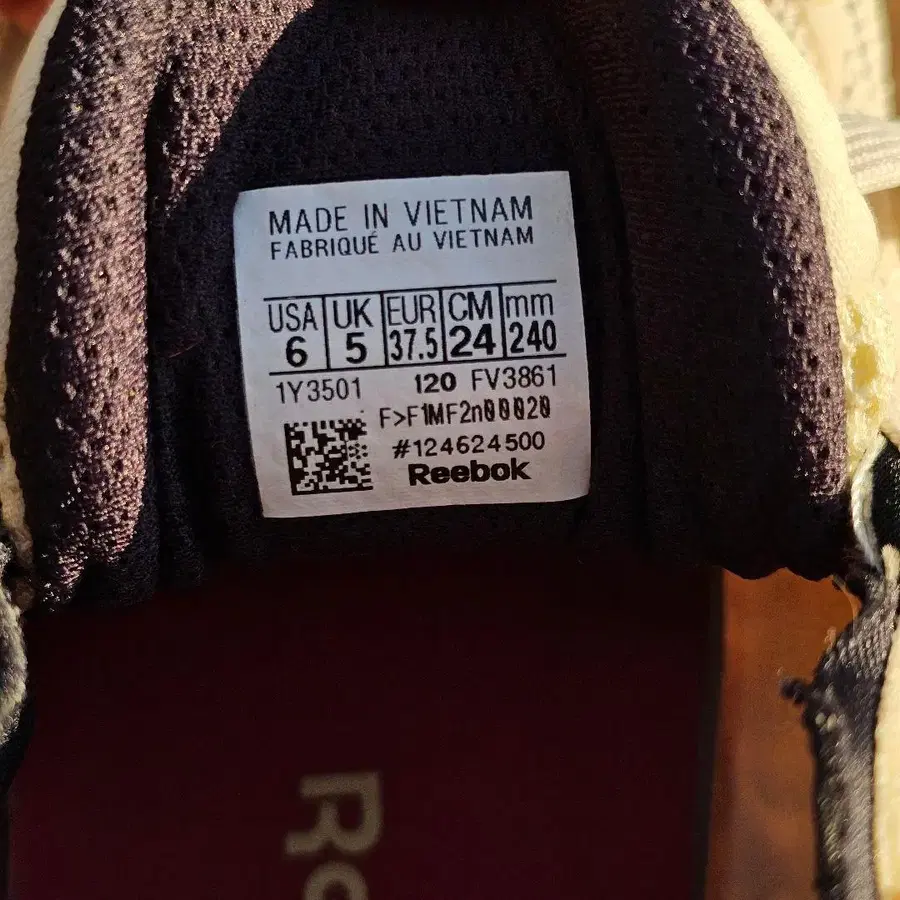 MADE IN VIETNAM
FABRIQUÉ AU VIETNAM
USA UK EUR CM mm
6 5 37.5 24 240
1Y3501 120 FV3861
F>F1MF2n00020
#124624500
Reebok
Re